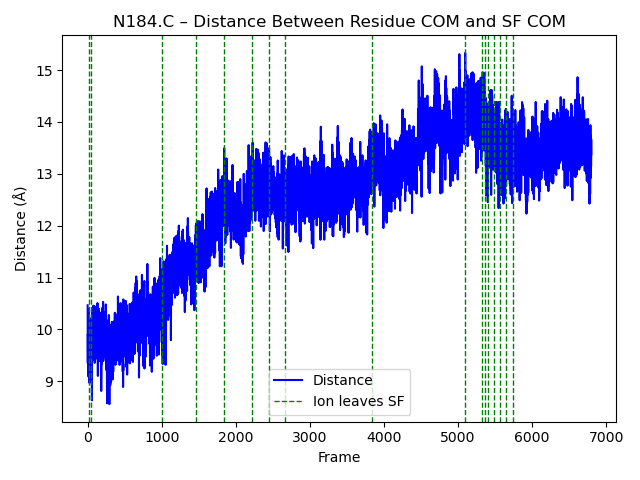 N184.C – Distance Between Residue COM and SF COM
Distance (Å)
15
14
13
12
11
10
9
Distance
Ion leaves SF
0 1000 2000 3000 4000 5000 6000 7000
Frame